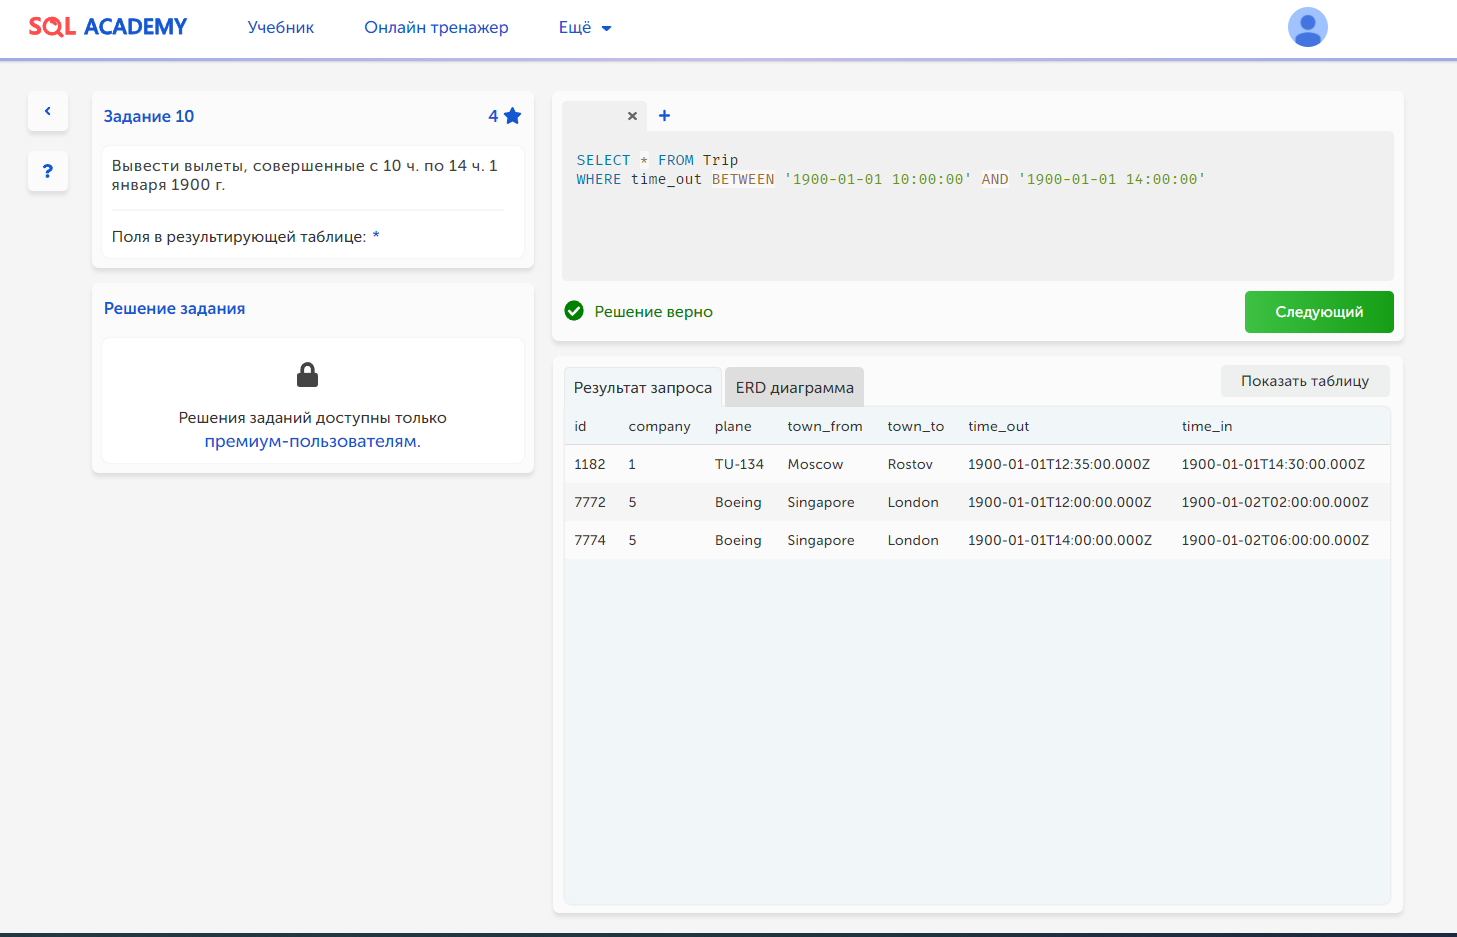 SQL ACADEMY
Учебник
Онлайн тренажер
Ещё
?
Задание 10
4
Вывести вылеты, совершенные с 10 ч. по 14 ч. 1
января 1900 г.
Поля в результирующей таблице: *
Решение задания
Решения заданий доступны только
премиум-пользователям.
×
+
SELECT * FROM Trip
WHERE time_out BETWEEN '1900-01-01 10:00:00' AND '1900-01-01 14:00:00'
Решение верно
Следующий
Результат запроса
ERD диаграмма
Показать таблицу
id company plane town_from town_to time_out time_in
1182 1 TU-134 Moscow Rostov 1900-01-01T12:35:00.000Z 1900-01-01T14:30:00.000Z
7772 5 Boeing Singapore London 1900-01-01T12:00:00.000Z 1900-01-02T02:00:00.000Z
7774 5 Boeing Singapore London 1900-01-01T14:00:00.000Z 1900-01-02T06:00:00.000Z